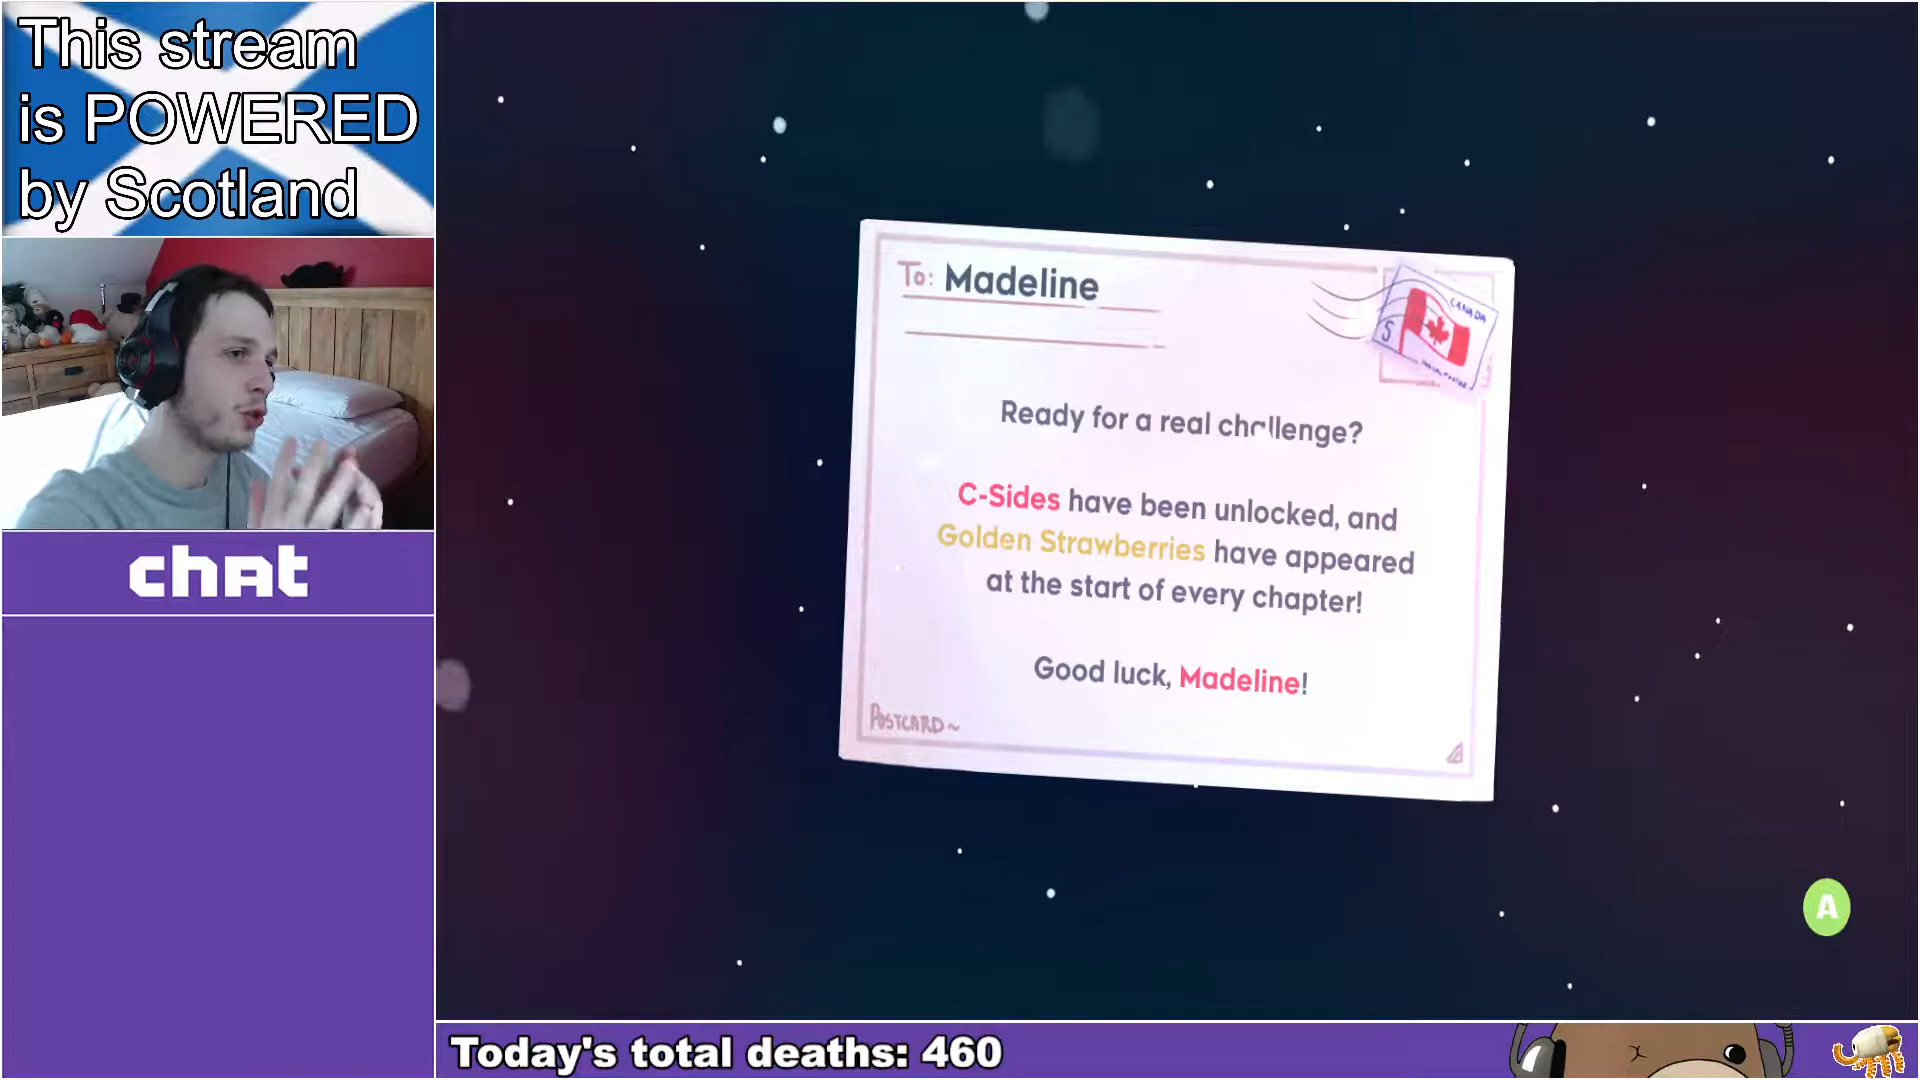 This stream
is POWERED
by Scotland
chat
To: Madeline
CANADA
5
Ready for a real challenge?
C-Sides have been unlocked, and
Golden Strawberries have appeared
at the start of every chapter!
Good luck, Madeline!
POSTCARD~
A
Today's total deaths: 460